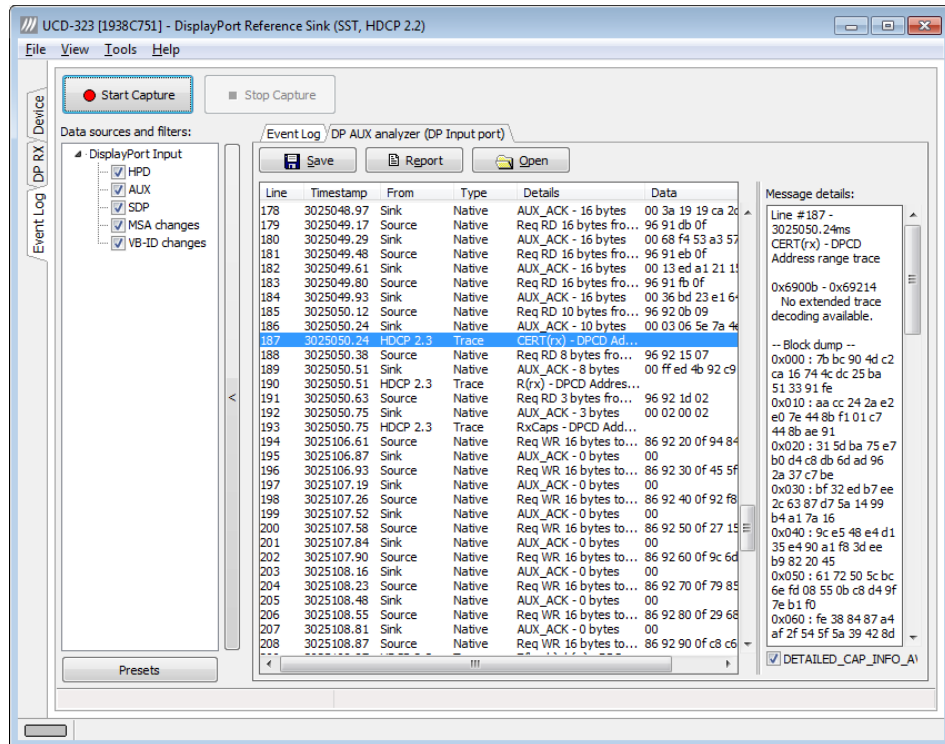 UCD-323 [1938C751] - DisplayPort Reference Sink (SST, HDCP 2.2)
File View Tools Help
Start Capture Stop Capture
Device
DP RX
Event Log
Data sources and filters:
DisplayPort Input
HPD
AUX
SDP
MSA changes
VB-ID changes
<
Presets
Event Log DP AUX analyzer (DP Input port)
Save Report Open
Line Timestamp From Type Details Data
178 3025048.97 Sink Native AUX_ACK - 16 bytes 00 3a 19 19 ca 2c
179 3025049.17 Source Native Req RD 16 bytes fro... 96 91 db 0f
180 3025049.29 Sink Native AUX_ACK - 16 bytes 00 68 f4 53 a3 57
181 3025049.48 Source Native Req RD 16 bytes fro... 96 91 eb 0f
182 3025049.61 Sink Native AUX_ACK - 16 bytes 00 13 ed a1 21 15
183 3025049.80 Source Native Req RD 16 bytes fro... 96 91 fb 0f
184 3025049.93 Sink Native AUX_ACK - 16 bytes 00 36 bd 23 e1 64
185 3025050.12 Source Native Req RD 10 bytes fro... 96 92 0b 09
186 3025050.24 Sink Native AUX_ACK - 10 bytes 00 03 06 5e 7a 4e
187 3025050.24 HDCP 2.3 Trace CERT(rx) - DPCD Ad...
188 3025050.38 Source Native Req RD 8 bytes fro... 96 92 15 07
189 3025050.51 Sink Native AUX_ACK - 8 bytes 00 ff ed 4b 92 c9
190 3025050.51 HDCP 2.3 Trace R(rx) - DPCD Addres...
191 3025050.63 Source Native Req RD 3 bytes fro... 96 92 1d 02
192 3025050.75 Sink Native AUX_ACK - 3 bytes 00 02 00 02
193 3025050.75 HDCP 2.3 Trace RxCaps - DPCD Add...
194 3025106.61 Source Native Req WR 16 bytes to... 86 92 20 0f 94 84
195 3025106.87 Sink Native AUX_ACK - 0 bytes 00
196 3025106.93 Source Native Req WR 16 bytes to... 86 92 30 0f 45 5f
197 3025107.19 Sink Native AUX_ACK - 0 bytes 00
198 3025107.26 Source Native Req WR 16 bytes to... 86 92 40 0f 92 f8
199 3025107.52 Sink Native AUX_ACK - 0 bytes 00
200 3025107.58 Source Native Req WR 16 bytes to... 86 92 50 0f 27 15
201 3025107.84 Sink Native AUX_ACK - 0 bytes 00
202 3025107.90 Source Native Req WR 16 bytes to... 86 92 60 0f 9c 6d
203 3025108.16 Sink Native AUX_ACK - 0 bytes 00
204 3025108.23 Source Native Req WR 16 bytes to... 86 92 70 0f 79 85
205 3025108.48 Sink Native AUX_ACK - 0 bytes 00
206 3025108.55 Source Native Req WR 16 bytes to... 86 92 80 0f 29 68
207 3025108.81 Sink Native AUX_ACK - 0 bytes 00
208 3025108.87 Source Native Req WR 16 bytes to... 86 92 90 0f c8 c6
Message details:
Line #187 -
3025050.24ms
CERT(rx) - DPCD
Address range trace
0x6900b - 0x69214
No extended trace
decoding available.
-- Block dump --
0x000 : 7b bc 90 4d c2
ca 16 74 4c dc 25 ba
51 33 91 fe
0x010 : aa cc 24 2a e2
e0 7e 44 8b f1 01 c7
44 8b ae 91
0x020 : 31 5d ba 75 e7
b0 d4 c8 db 6d ad 96
2a 37 c7 be
0x030 : bf 32 ed b7 ee
2c 63 87 d7 5a 14 99
b4 a1 7a 16
0x040 : 9c e5 48 e4 d1
35 e4 90 a1 f8 3d ee
b9 82 20 45
0x050 : 61 72 50 5c bc
6e fd 08 55 0b c8 d4 9f
7e b1 f0
0x060 : fe 38 84 87 a4
af 2f 54 5f 5a 39 42 8d
DETAILED_CAP_INFO_A